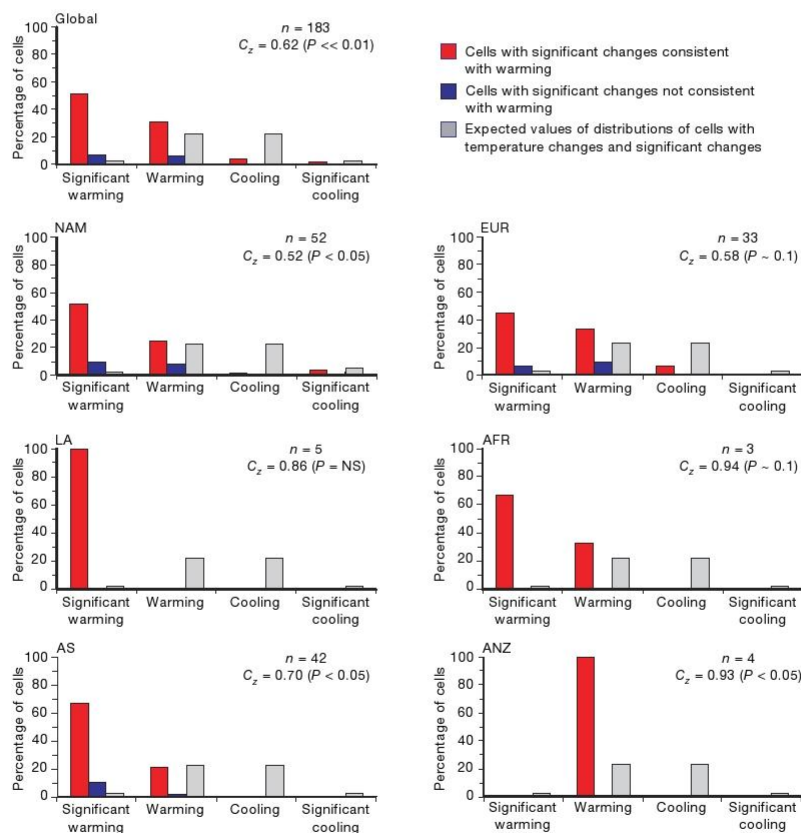 Global
n = 183
C_z = 0.62 (P << 0.01)
Percentage of cells
100
80
60
40
20
0
Significant warming
Warming
Cooling
Significant cooling
Cells with significant changes consistent
with warming
Cells with significant changes not consistent
with warming
Expected values of distributions of cells with
temperature changes and significant changes
NAM
n = 52
C_z = 0.52 (P < 0.05)
Percentage of cells
100
80
60
40
20
0
Significant warming
Warming
Cooling
Significant cooling
EUR
n = 33
C_z = 0.58 (P ~ 0.1)
Percentage of cells
100
80
60
40
20
0
Significant warming
Warming
Cooling
Significant cooling
LA
n = 5
C_z = 0.86 (P = NS)
Percentage of cells
100
80
60
40
20
0
Significant warming
Warming
Cooling
Significant cooling
AFR
n = 3
C_z = 0.94 (P ~ 0.1)
Percentage of cells
100
80
60
40
20
0
Significant warming
Warming
Cooling
Significant cooling
AS
n = 42
C_z = 0.70 (P < 0.05)
Percentage of cells
100
80
60
40
20
0
Significant warming
Warming
Cooling
Significant cooling
ANZ
n = 4
C_z = 0.93 (P < 0.05)
Percentage of cells
100
80
60
40
20
0
Significant warming
Warming
Cooling
Significant cooling